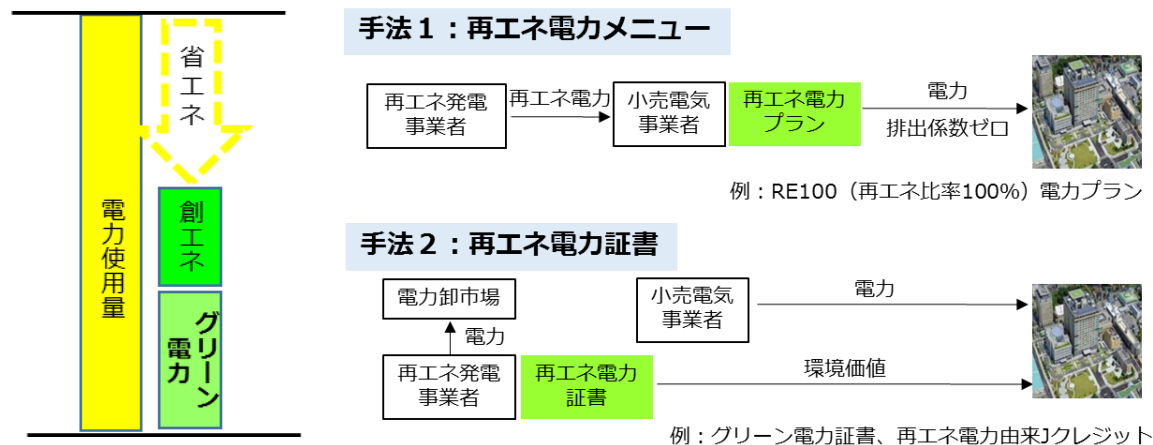 電力使用量
省エネ
創エネ
グリーン
電力
手法１：再エネ電力メニュー
再エネ発電
事業者
再エネ電力
小売電気
事業者
再エネ電力
プラン
電力
排出係数ゼロ
例：RE100（再エネ比率100%）電力プラン
手法２：再エネ電力証書
電力卸市場
電力
再エネ発電
事業者
再エネ電力
証書
小売電気
事業者
電力
環境価値
例：グリーン電力証書、再エネ電力由来Jクレジット